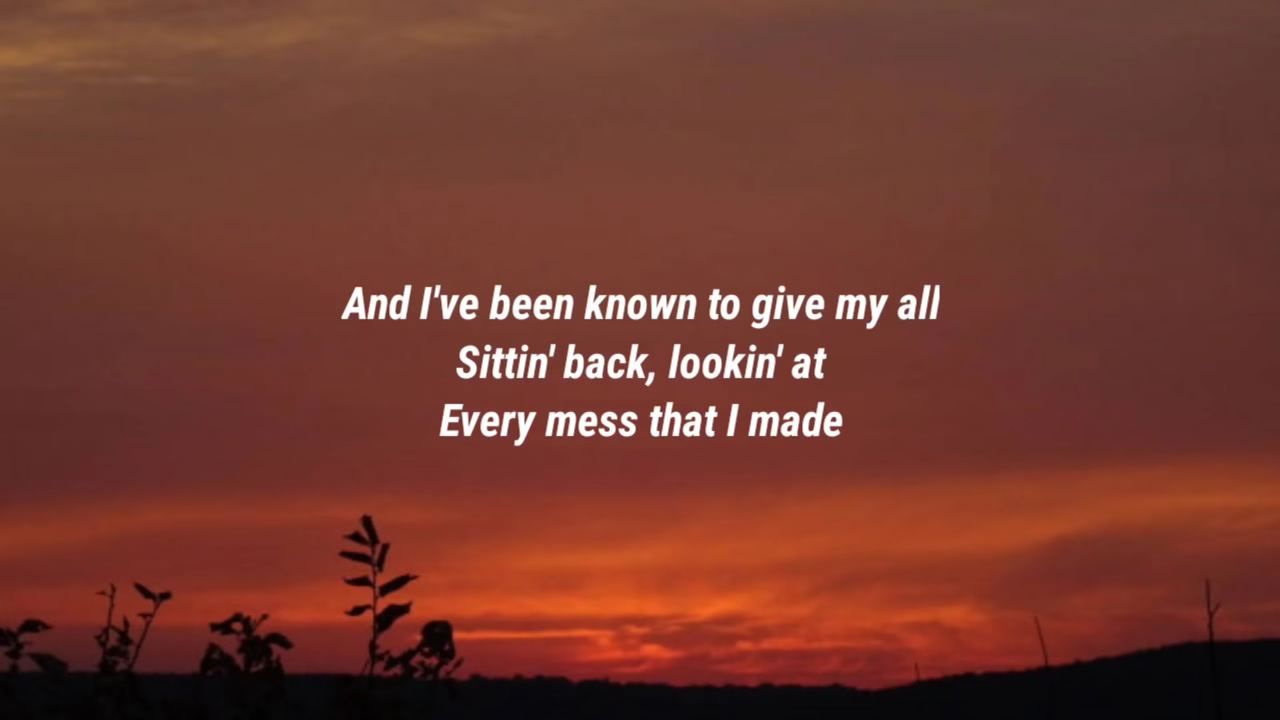 And I've been known to give my all
Sittin' back, lookin' at
Every mess that I made